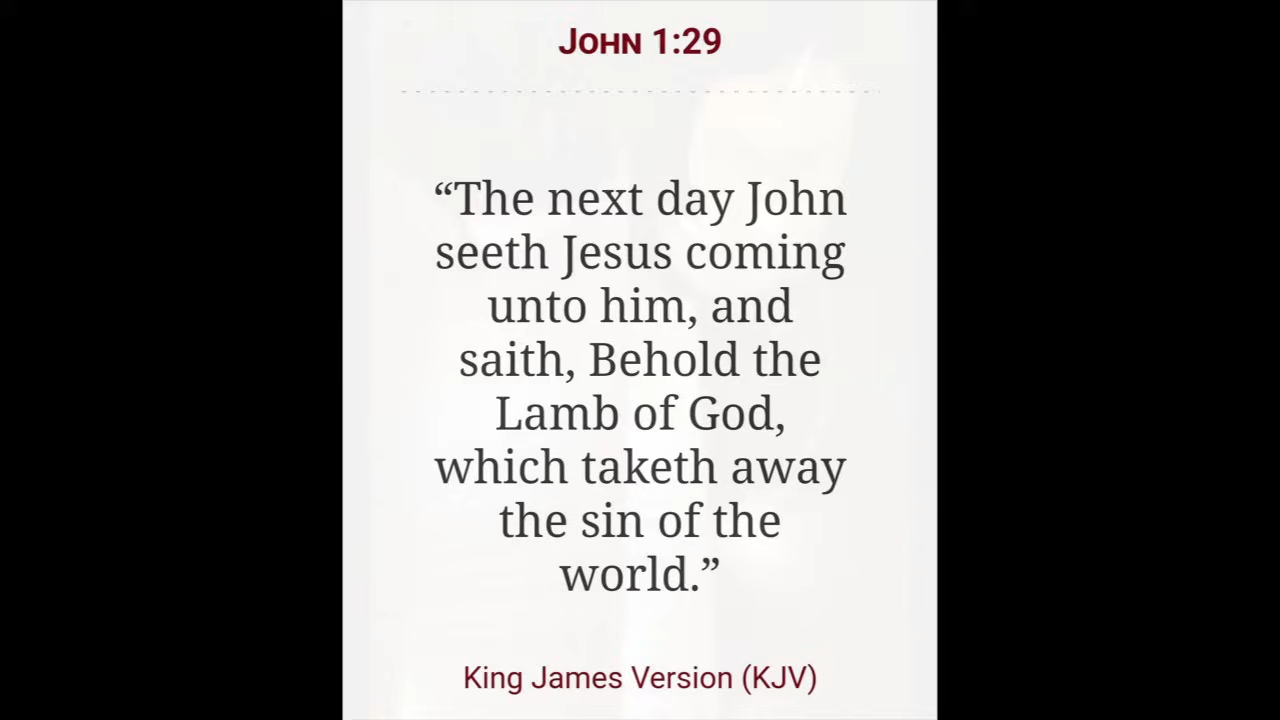 John 1:29
“The next day John
seeth Jesus coming
unto him, and
saith, Behold the
Lamb of God,
which taketh away
the sin of the
world.”
King James Version (KJV)